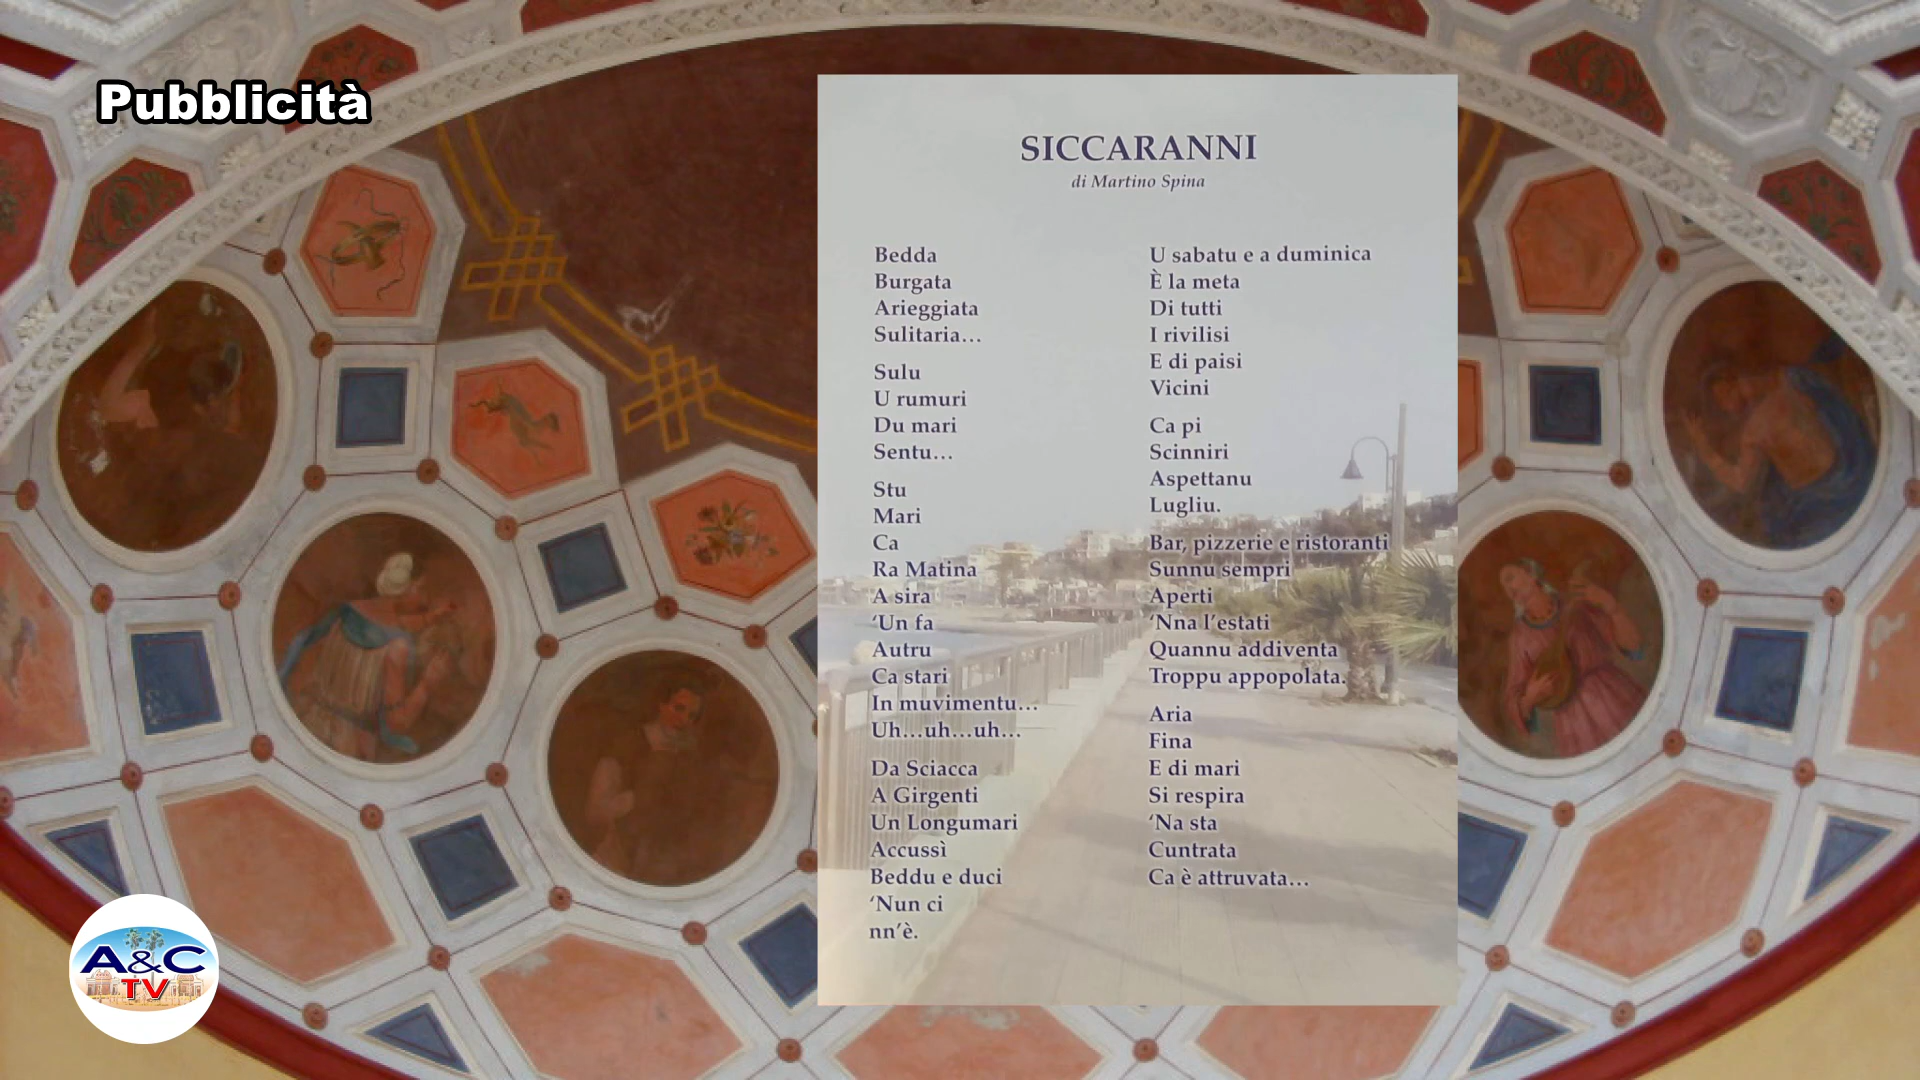 Pubblicità
SICCARANNI
di Martino Spina
Bedda
Burgata
Arieggiata
Sulitaria…
Sulu
U rumuri
Du mari
Sentu…
Stu
Mari
Ca
Ra Matina
A sira
‘Un fa
Autru
Ca stari
In muvimentu…
Uh…uh…uh…
Da Sciacca
A Girgenti
Un Longumari
Accussì
Beddu e duci
‘Nun ci
nn’è.
U sabatu e a duminica
È la meta
Di tutti
I rivilisi
E di paisi
Vicini
Ca pi
Scinniri
Aspettanu
Lugliu.
Bar, pizzerie e ristoranti
Sunnu sempri
Aperti
‘Nna l’estati
Quannu addiventa
Troppu appopolata.
Aria
Fina
E di mari
Si respira
‘Na sta
Cuntrata
Ca è attruvata…
A&C
TV